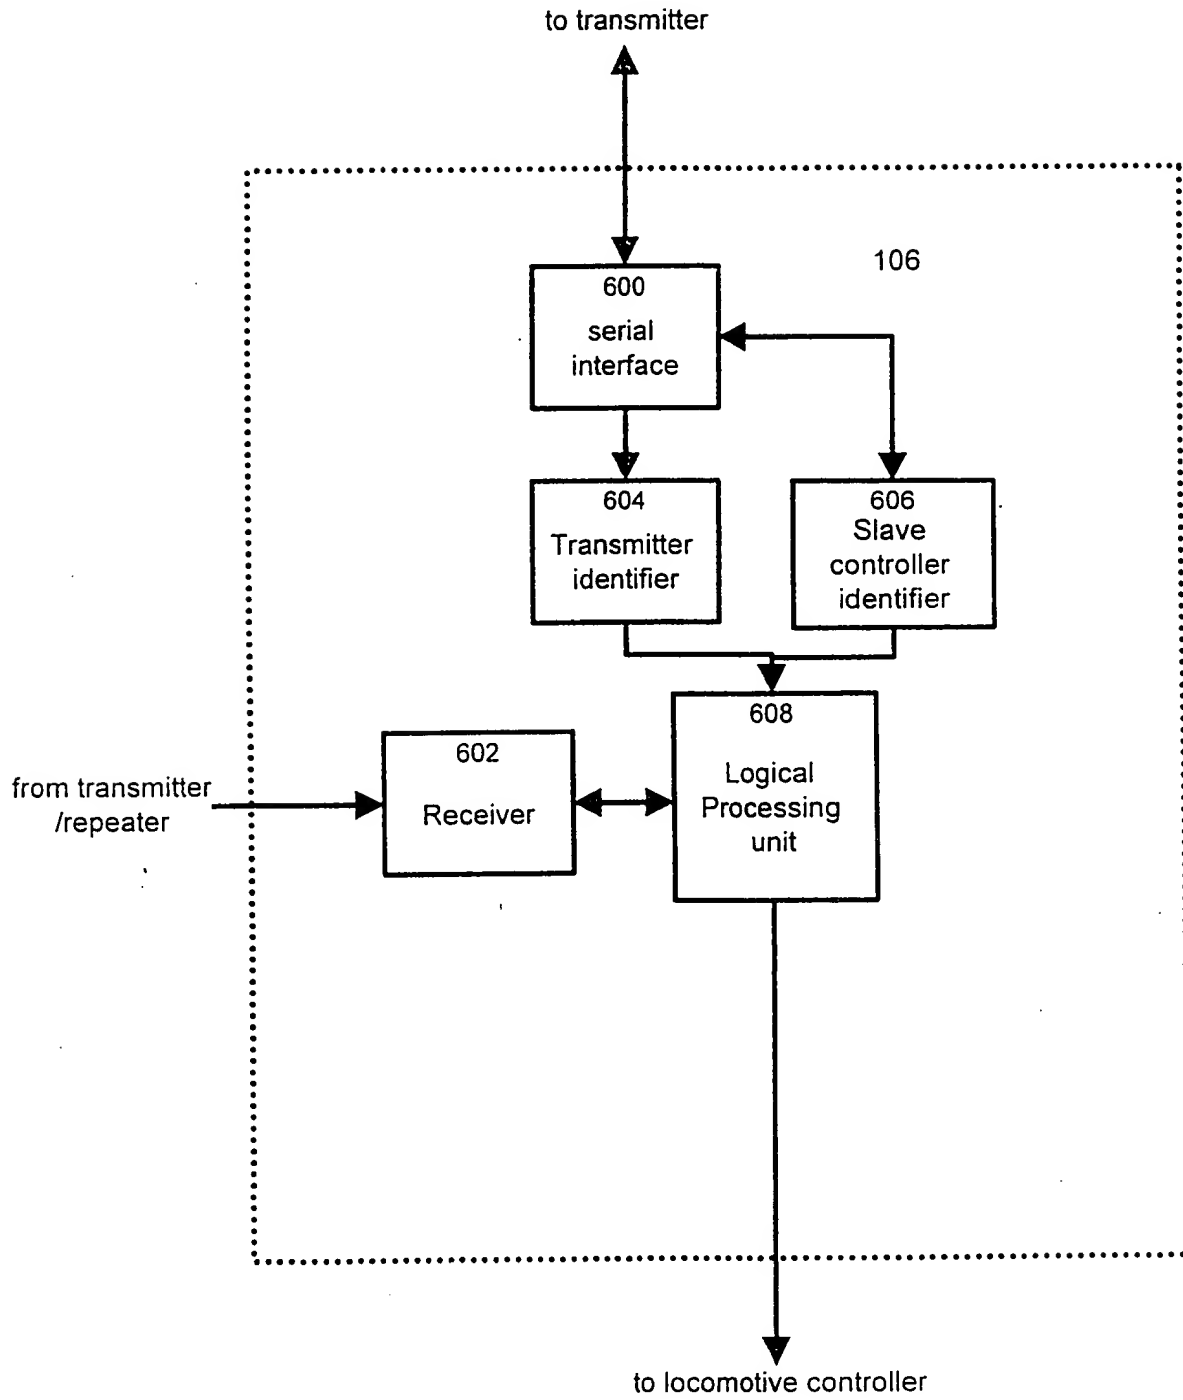 to transmitter
106
600
serial
interface
604
Transmitter
identifier
606
Slave
controller
identifier
608
Logical
Processing
unit
602
Receiver
from transmitter
/repeater
to locomotive controller